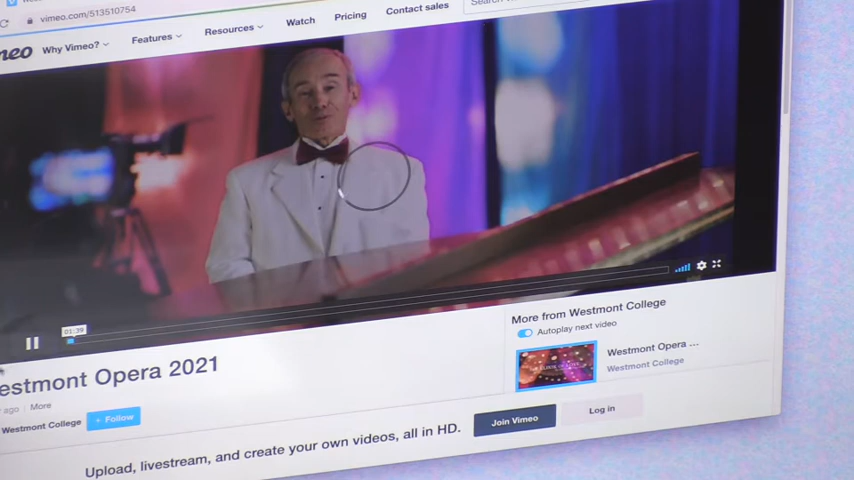 vimeo.com/513510754
meo
Why Vimeo?
Features
Resources
Watch
Pricing
Contact sales
01:39
estmont Opera 2021
ago | More
Westmont College
+ Follow
More from Westmont College
Autoplay next video
Westmont Opera ...
Westmont College
Upload, livestream, and create your own videos, all in HD.
Join Vimeo
Log in